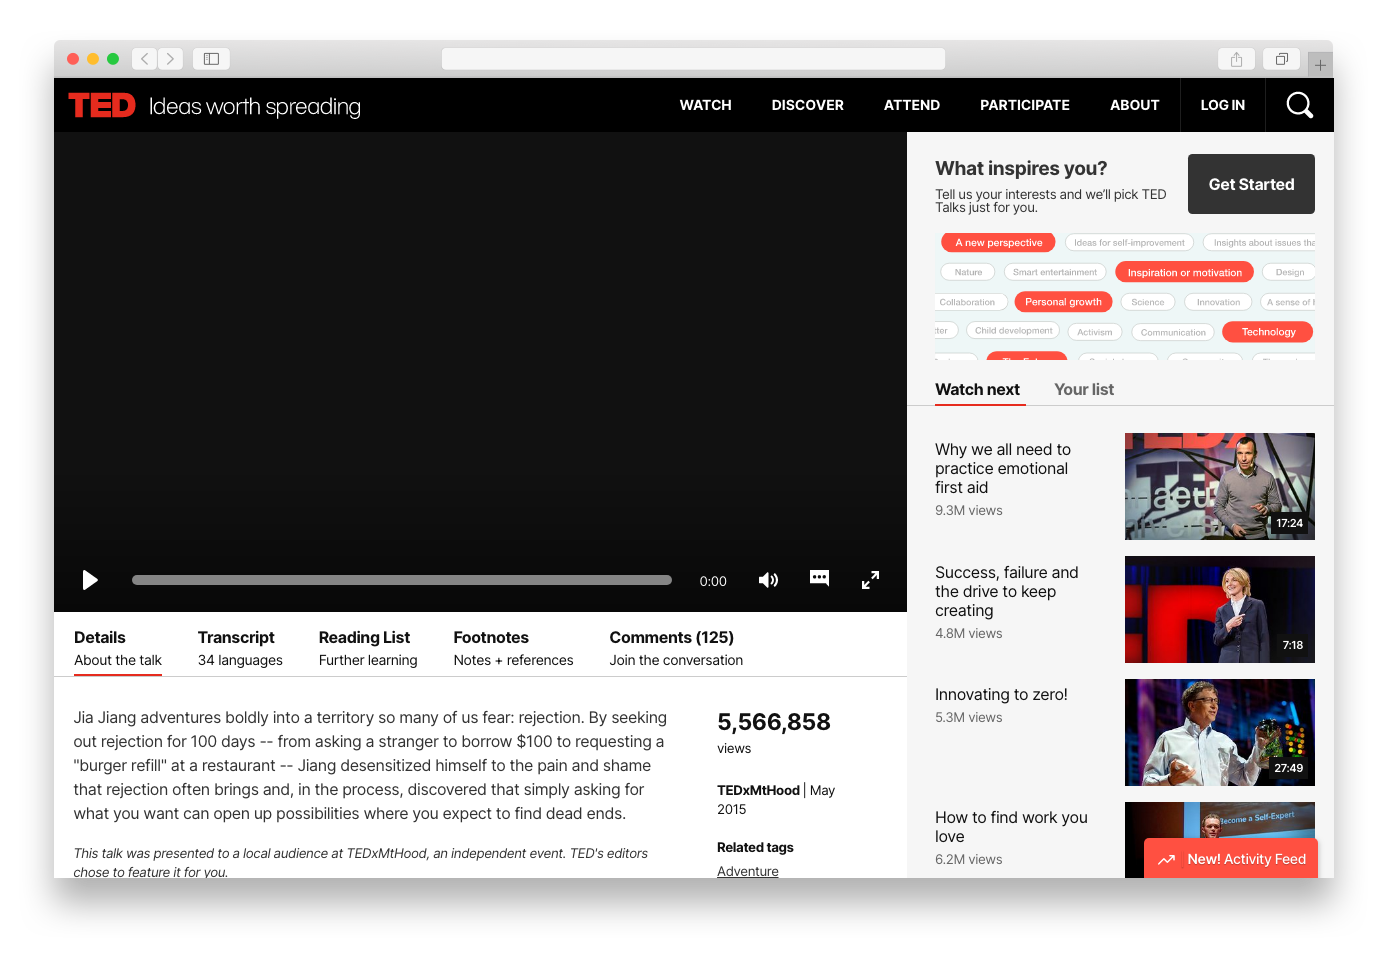 TED Ideas worth spreading
WATCH
DISCOVER
ATTEND
PARTICIPATE
ABOUT
LOG IN
0:00
Details
About the talk
Transcript
34 languages
Reading List
Further learning
Footnotes
Notes + references
Comments (125)
Join the conversation
Jia Jiang adventures boldly into a territory so many of us fear: rejection. By seeking
out rejection for 100 days -- from asking a stranger to borrow $100 to requesting a
"burger refill" at a restaurant -- Jiang desensitized himself to the pain and shame
that rejection often brings and, in the process, discovered that simply asking for
what you want can open up possibilities where you expect to find dead ends.
This talk was presented to a local audience at TEDxMtHood, an independent event. TED's editors
chose to feature it for you.
5,566,858
views
TEDxMtHood | May
2015
Related tags
Adventure
What inspires you?
Tell us your interests and we'll pick TED
Talks just for you.
Get Started
A new perspective
Ideas for self-improvement
Insights about issues tha
Nature
Smart entertainment
Inspiration or motivation
Design
Collaboration
Personal growth
Science
Innovation
A sense of
tter
Child development
Activism
Communication
Technology
Watch next
Your list
Why we all need to
practice emotional
first aid
9.3M views
17:24
Success, failure and
the drive to keep
creating
4.8M views
7:18
Innovating to zero!
5.3M views
27:49
How to find work you
love
6.2M views
Become a Self-Expert
New! Activity Feed